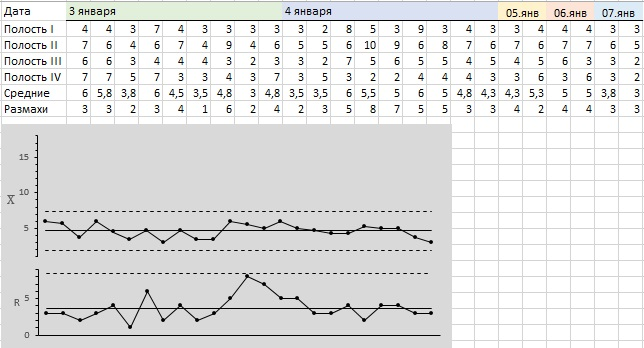 Дата 3 января 4 января 05.янв 06.янв 07.янв
Полость I 4 4 3 7 4 3 3 3 3 3 2 8 5 3 9 3 4 3 3 4 4 4 3 3
Полость II 7 6 4 6 7 4 9 4 6 5 5 6 10 9 6 8 7 6 7 6 7 7 6 5
Полость III 6 6 3 4 4 4 3 2 3 3 2 7 5 3 5 5 4 5 4 5 6 3 3 2
Полость IV 7 7 5 7 3 3 4 3 7 3 5 3 2 2 4 4 4 3 3 6 3 6 3 2
Средние 6 5,8 3,8 6 4,5 3,5 4,8 3 4,8 3,5 3,5 6 5,5 5 6 5 4,8 4,3 4,3 5,3 5 5 3,8 3
Размахи 3 3 2 3 4 1 6 2 4 2 3 5 8 7 5 5 3 3 4 2 4 4 3 3
15
X 10
5
R 5
0